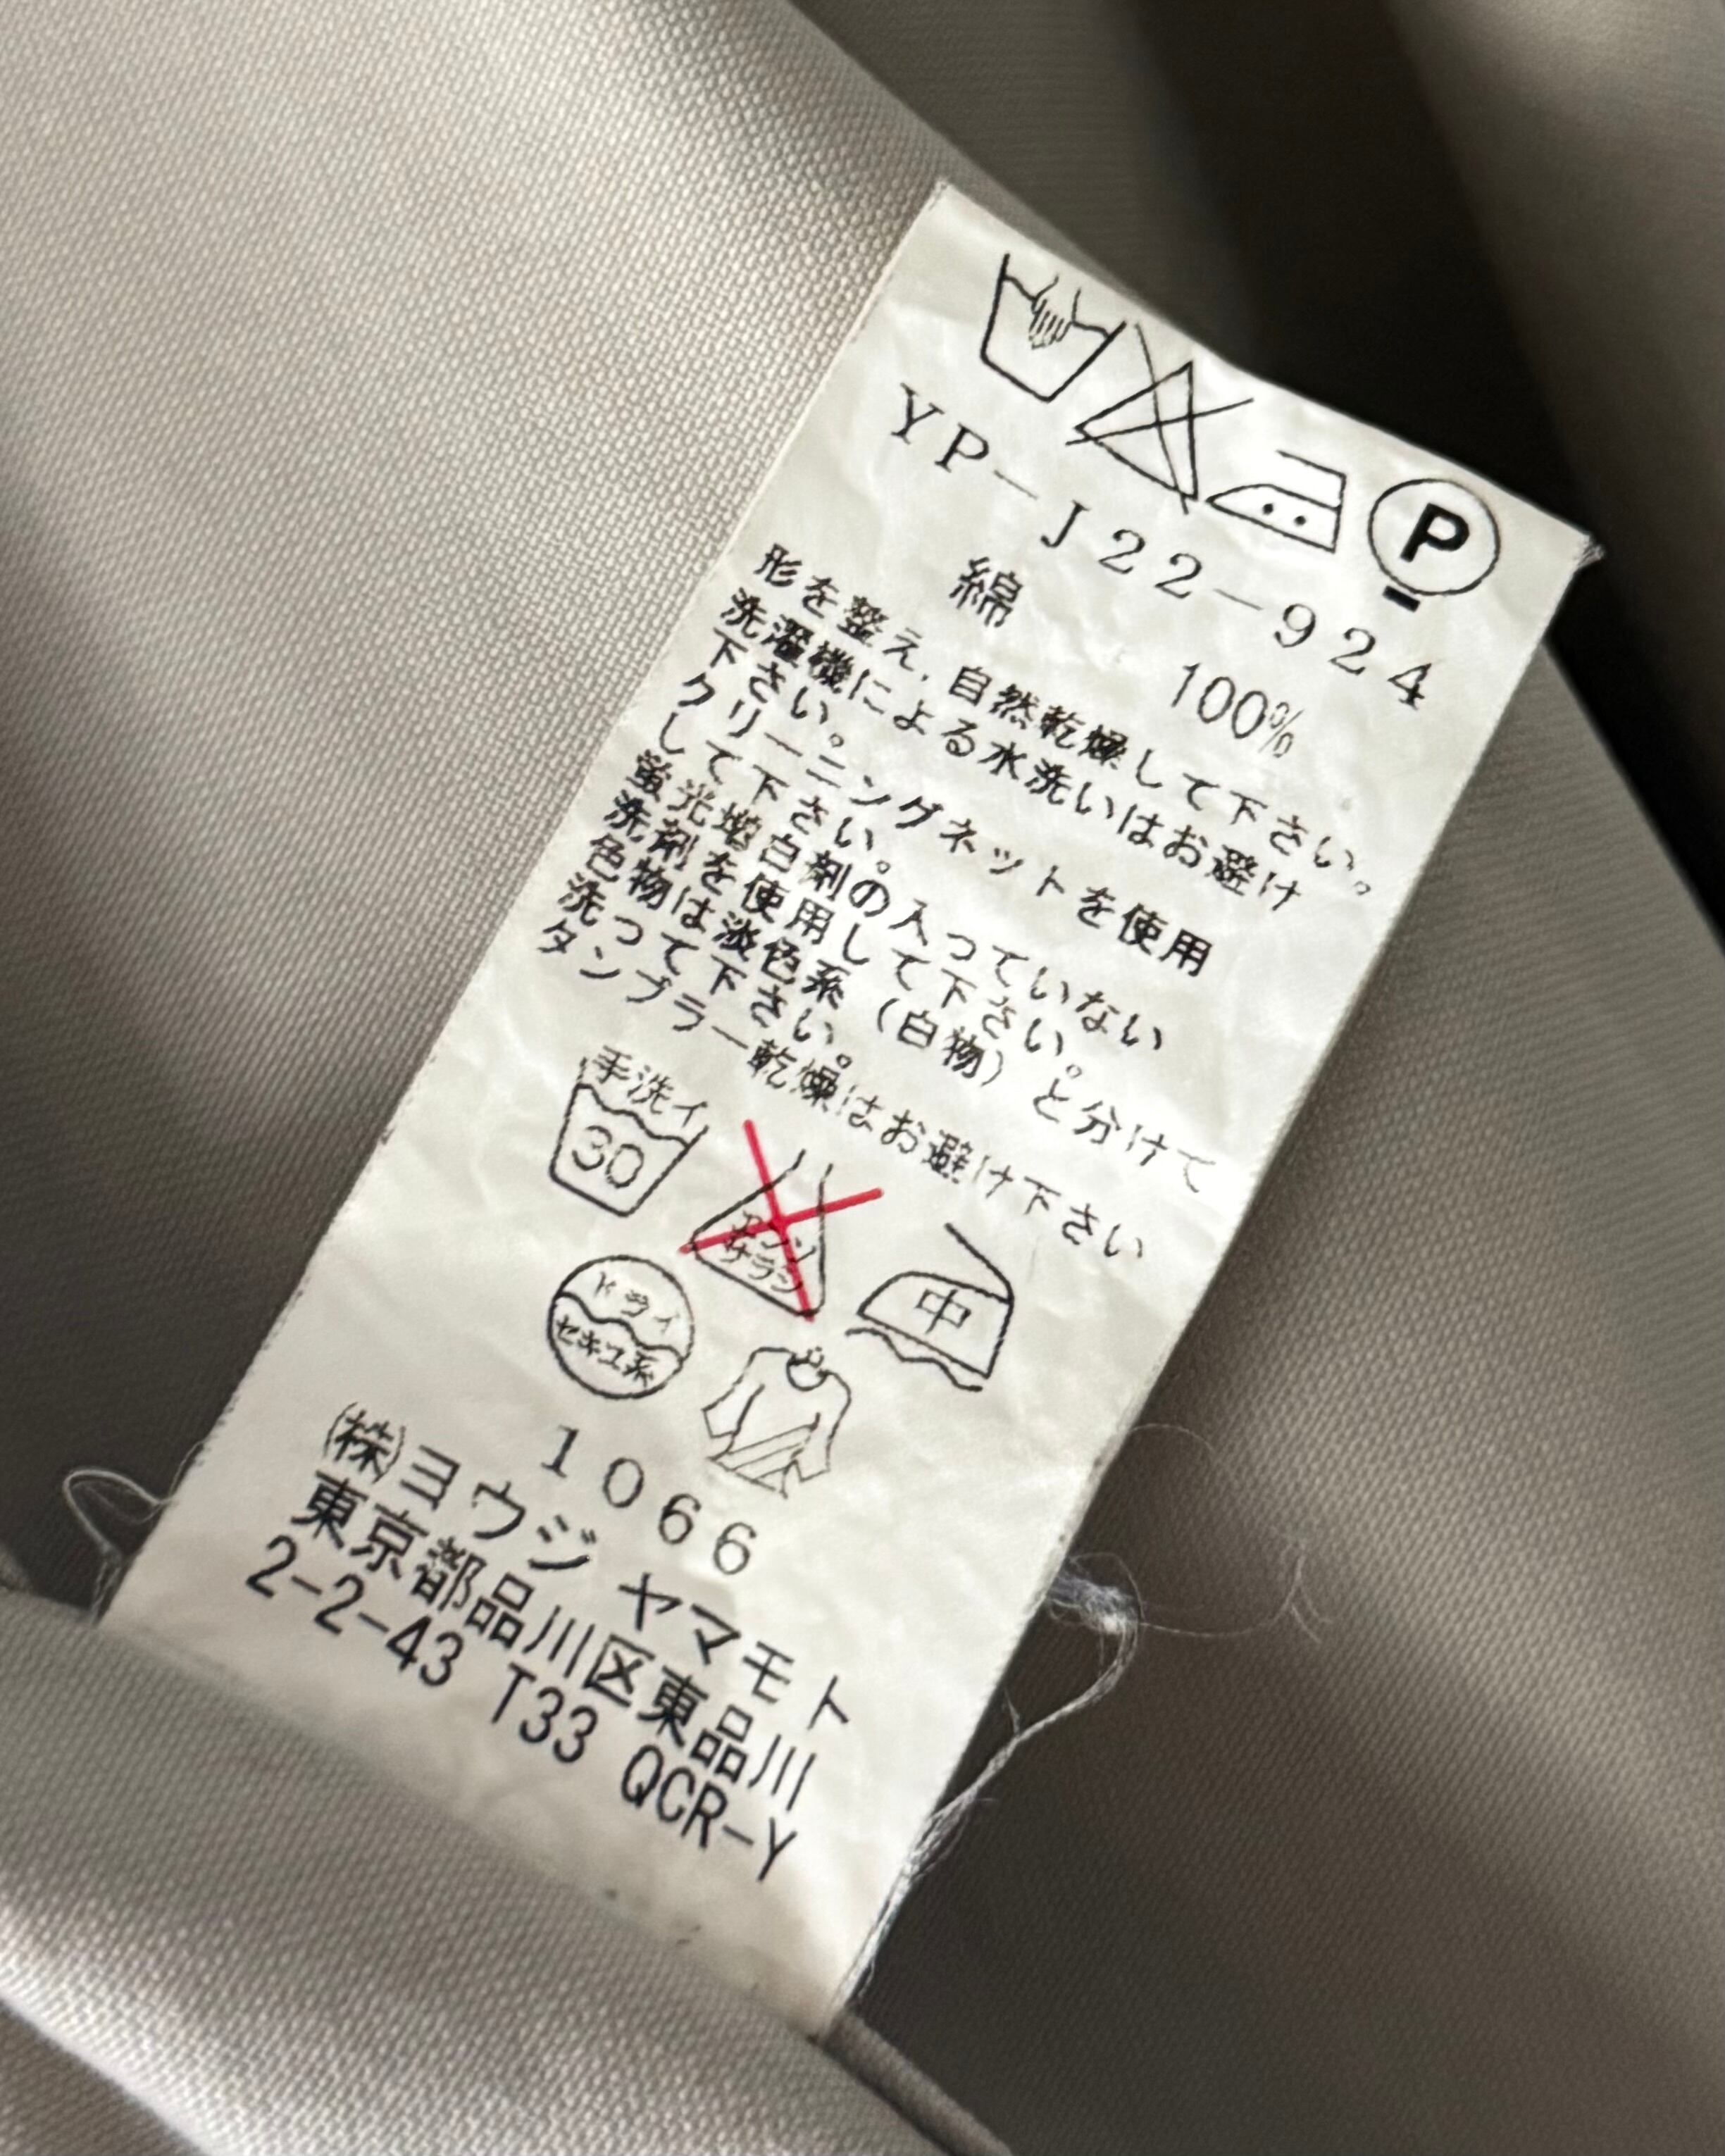 P
YP-J22-924
綿 100%
形を整え,自然乾燥して下さい。
洗濯機による水洗いはお避け
下さい。
クリーニングネットを使用
して下さい。
蛍光増白剤の入っていない
洗剤を使用して下さい。
色物は淡色系(白物)と分けて
洗って下さい。
タンブラー乾燥はお避け下さい
手洗イ
30
エンソ
サラシ
中
ドライ
セキユ系
1066
(株)ヨウジヤマモト
東京都品川区東品川
2-2-43 T33 QCR-Y